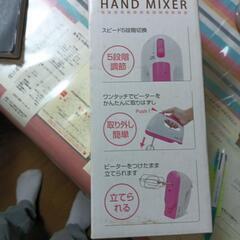 HAND MIXER
スピード5段階切換
5段階
調節
ワンタッチでビーターを
かんたんに取りはずし
Push!
取り外し
簡単
ビーターをつけたまま
立てられます
立てら
れる